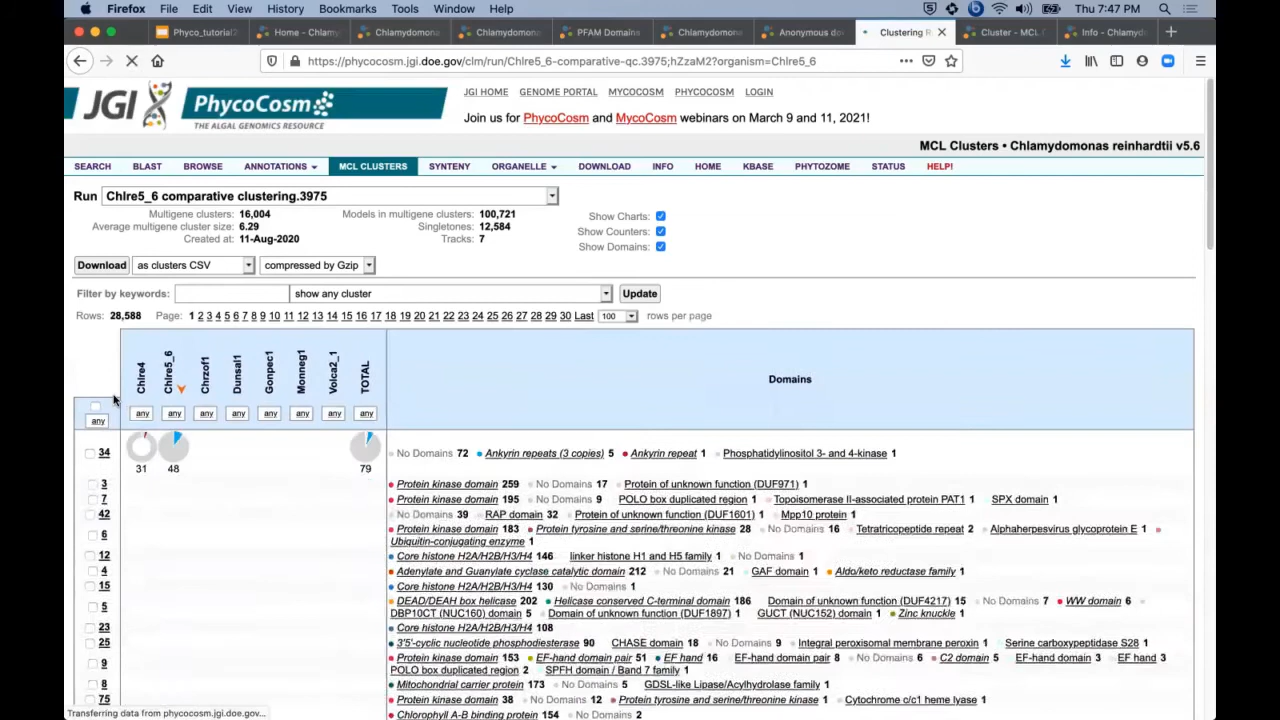 Firefox File Edit View History Bookmarks Tools Window Help Thu 7:47 PM
Phyco_tutorial2 Home - Chlamy Chlamydomona Chlamydomona PFAM Domains Chlamydomona Anonymous do Clustering R Cluster - MCL C Info - Chlamyd
https://phycocosm.jgi.doe.gov/clm/run/Chlre5_6-comparative-qc.3975;hZzaM2?organism=Chlre5_6
JGI PhycoCosm
THE ALGAL GENOMICS RESOURCE
JGI HOME GENOME PORTAL MYCOCOSM PHYCOCOSM LOGIN
Join us for PhycoCosm and MycoCosm webinars on March 9 and 11, 2021!
MCL Clusters • Chlamydomonas reinhardtii v5.6
SEARCH BLAST BROWSE ANNOTATIONS MCL CLUSTERS SYNTENY ORGANELLE DOWNLOAD INFO HOME KBASE PHYTOZOME STATUS HELP!
Run Chlre5_6 comparative clustering.3975
Multigene clusters: 16,004 Models in multigene clusters: 100,721 Show Charts:
Average multigene cluster size: 6.29 Singletones: 12,584 Show Counters:
Created at: 11-Aug-2020 Tracks: 7 Show Domains:
Download as clusters CSV compressed by Gzip
Filter by keywords: show any cluster Update
Rows: 28,588 Page: 1 2 3 4 5 6 7 8 9 10 11 12 13 14 15 16 17 18 19 20 21 22 23 24 25 26 27 28 29 30 Last 100 rows per page
Chlre4 Chlre5_6 Chrzof1 Dunsal1 Gonpec1 Monneg1 Volca2_1 TOTAL Domains
any any any any any any any any any
34 31 48 79 No Domains 72 Ankyrin repeats (3 copies) 5 Ankyrin repeat 1 Phosphatidylinositol 3- and 4-kinase 1
3 Protein kinase domain 259 No Domains 17 Protein of unknown function (DUF971) 1
7 Protein kinase domain 195 No Domains 9 POLO box duplicated region 1 Topoisomerase II-associated protein PAT1 1 SPX domain 1
42 No Domains 39 RAP domain 32 Protein of unknown function (DUF1601) 1 Mpp10 protein 1
6 Protein kinase domain 183 Protein tyrosine and serine/threonine kinase 28 No Domains 16 Tetratricopeptide repeat 2 Alphaherpesvirus glycoprotein E 1
Ubiquitin-conjugating enzyme 1
12 Core histone H2A/H2B/H3/H4 146 linker histone H1 and H5 family 1 No Domains 1
4 Adenylate and Guanylate cyclase catalytic domain 212 No Domains 21 GAF domain 1 Aldo/keto reductase family 1
15 Core histone H2A/H2B/H3/H4 130 No Domains 1
5 DEAD/DEAH box helicase 202 Helicase conserved C-terminal domain 186 Domain of unknown function (DUF4217) 15 No Domains 7 WW domain 6
DBP10CT (NUC160) domain 5 Domain of unknown function (DUF1897) 1 GUCT (NUC152) domain 1 Zinc knuckle 1
23 Core histone H2A/H2B/H3/H4 108
25 3'5'-cyclic nucleotide phosphodiesterase 90 CHASE domain 18 No Domains 9 Integral peroxisomal membrane peroxin 1 Serine carboxypeptidase S28 1
9 Protein kinase domain 153 EF-hand domain pair 51 EF hand 16 EF-hand domain pair 8 No Domains 6 C2 domain 5 EF-hand domain 3 EF hand 3
POLO box duplicated region 2 SPFH domain / Band 7 family 1
8 Mitochondrial carrier protein 173 No Domains 5 GDSL-like Lipase/Acylhydrolase family 1
75 Protein kinase domain 38 No Domains 12 Protein tyrosine and serine/threonine kinase 1 Cytochrome c/c1 heme lyase 1
Chlorophyll A-B binding protein 154 No Domains 2
Transferring data from phycocosm.jgi.doe.gov...